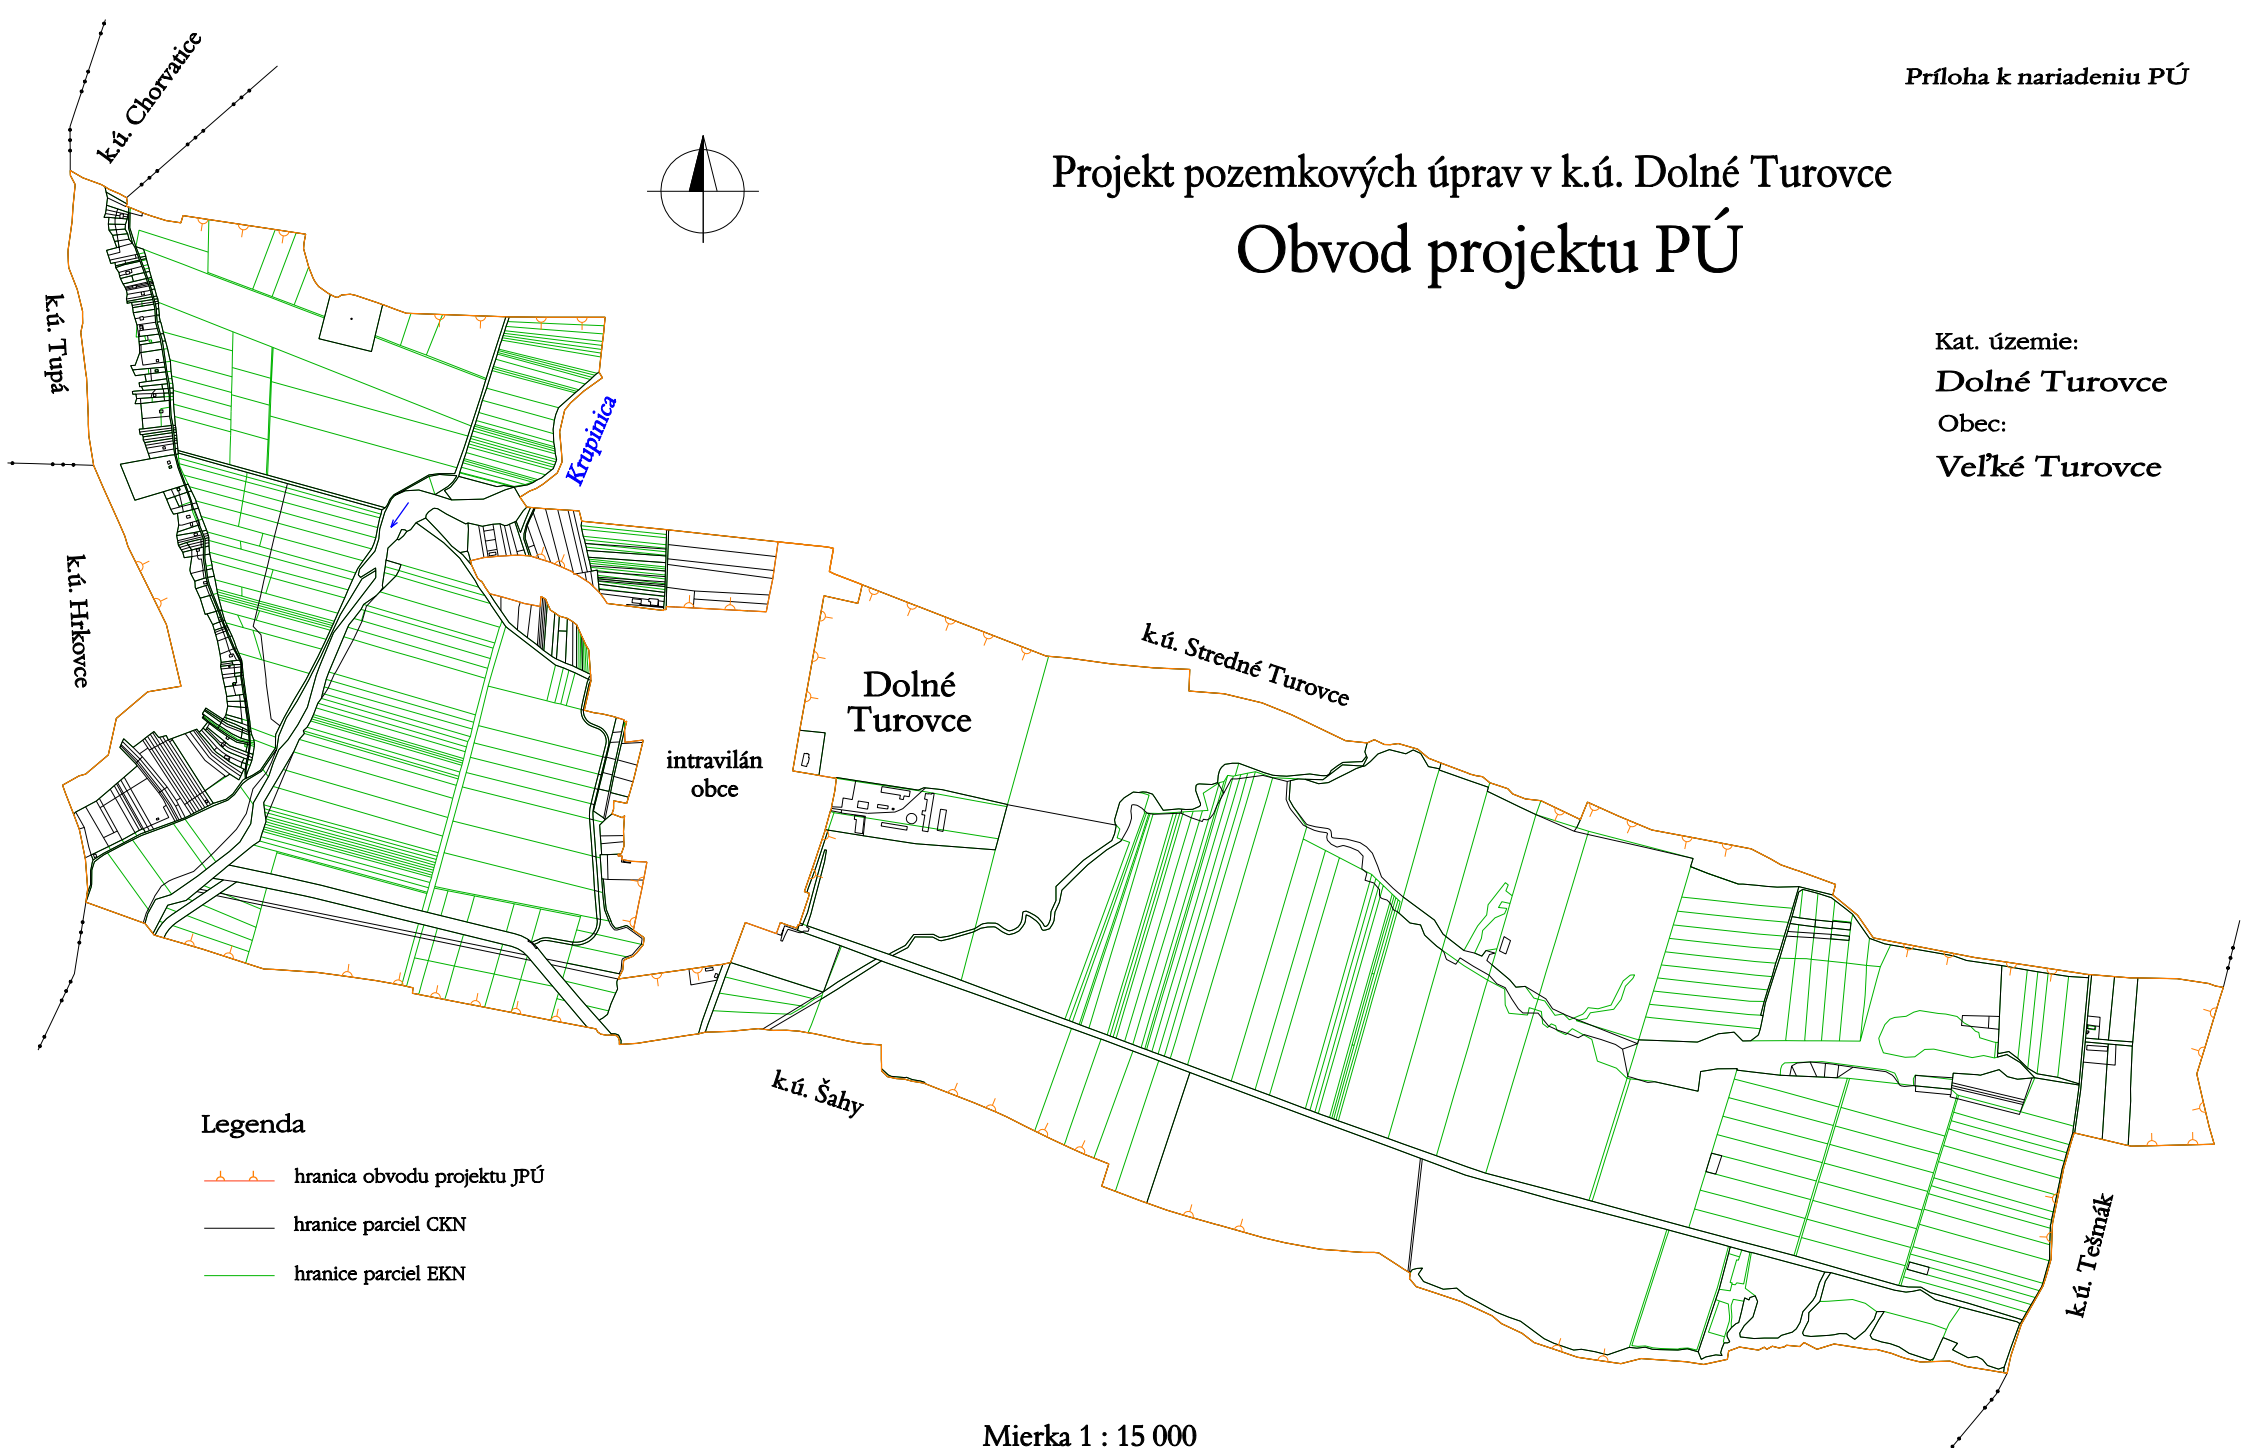 Príloha k nariadeniu PÚ
Projekt pozemkových úprav v k.ú. Dolné Turovce
Obvod projektu PÚ
Kat. územie:
Dolné Turovce
Obec:
Veľké Turovce
k.ú. Chorvatice
k.ú. Tupá
k.ú. Hrkovce
Krupinica
k.ú. Stredné Turovce
Dolné
Turovce
intravilán
obce
k.ú. Šahy
k.ú. Tešmák
Legenda
hranica obvodu projektu JPÚ
hranice parciel CKN
hranice parciel EKN
Mierka 1 : 15 000